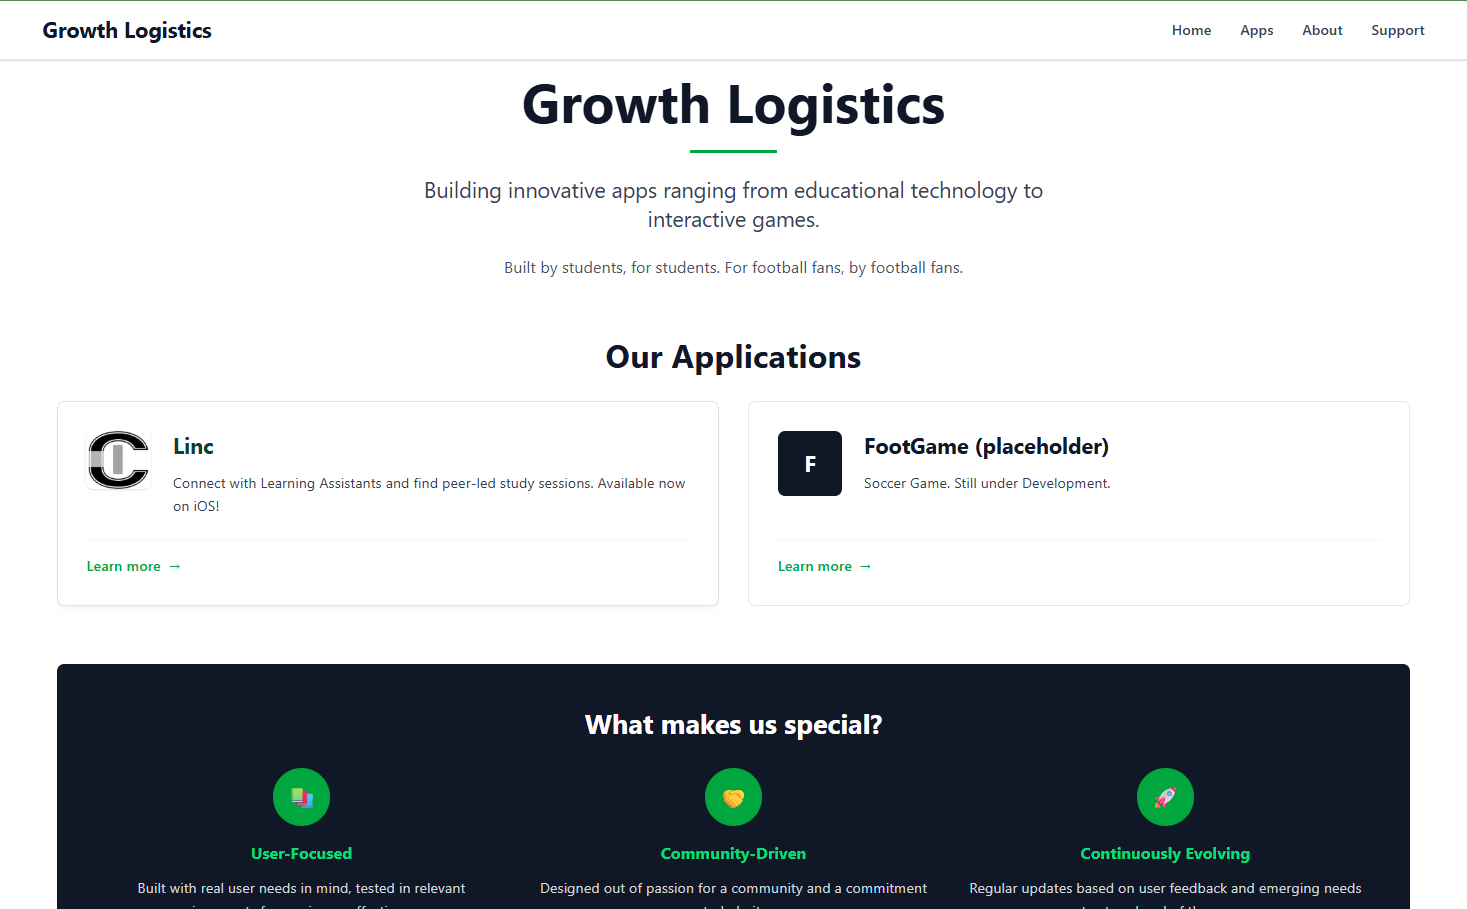 Growth Logistics
Home Apps About Support
Growth Logistics
Building innovative apps ranging from educational technology to
interactive games.
Built by students, for students. For football fans, by football fans.
Our Applications
Linc
Connect with Learning Assistants and find peer-led study sessions. Available now
on iOS!
Learn more →
F
FootGame (placeholder)
Soccer Game. Still under Development.
Learn more →
What makes us special?
User-Focused
Built with real user needs in mind, tested in relevant
Community-Driven
Designed out of passion for a community and a commitment
Continuously Evolving
Regular updates based on user feedback and emerging needs